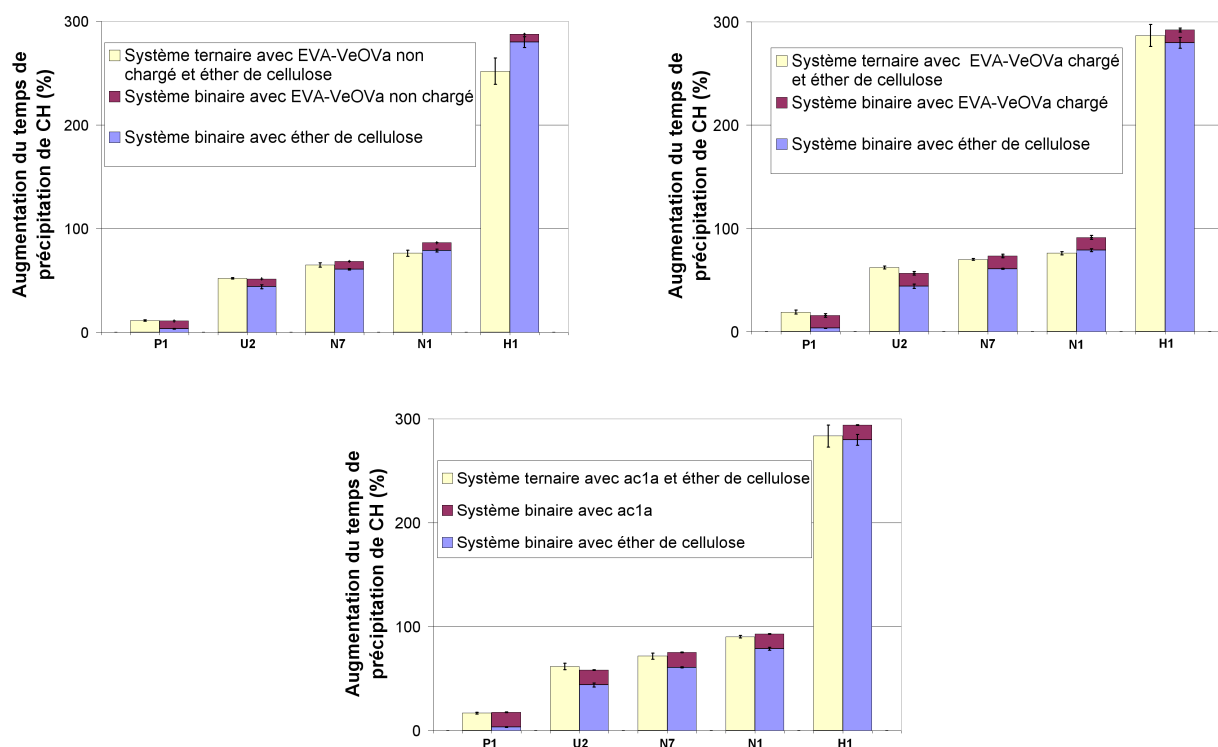 Augmentation du temps de
précipitation de CH (%)
300
200
100
0
Système ternaire avec EVA-VeOVa non
chargé et éther de cellulose
Système binaire avec EVA-VeOVa non chargé
Système binaire avec éther de cellulose
P1 U2 N7 N1 H1
Augmentation du temps de
précipitation de CH (%)
300
200
100
0
Système ternaire avec EVA-VeOVa chargé
et éther de cellulose
Système binaire avec EVA-VeOVa chargé
Système binaire avec éther de cellulose
P1 U2 N7 N1 H1
Augmentation du temps de
précipitation de CH (%)
300
200
100
0
Système ternaire avec ac1a et éther de cellulose
Système binaire avec ac1a
Système binaire avec éther de cellulose
P1 U2 N7 N1 H1